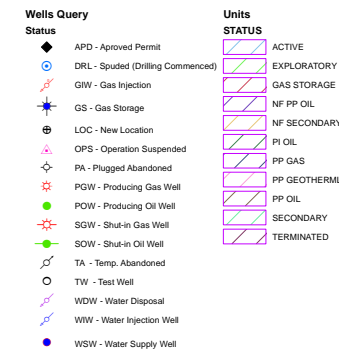 Wells Query
Status
APD - Aproved Permit
DRL - Spuded (Drilling Commenced)
GIW - Gas Injection
GS - Gas Storage
LOC - New Location
OPS - Operation Suspended
PA - Plugged Abandoned
PGW - Producing Gas Well
POW - Producing Oil Well
SGW - Shut-in Gas Well
SOW - Shut-in Oil Well
TA - Temp. Abandoned
TW - Test Well
WDW - Water Disposal
WIW - Water Injection Well
WSW - Water Supply Well
Units
STATUS
ACTIVE
EXPLORATORY
GAS STORAGE
NF PP OIL
NF SECONDARY
PI OIL
PP GAS
PP GEOTHERML
PP OIL
SECONDARY
TERMINATED